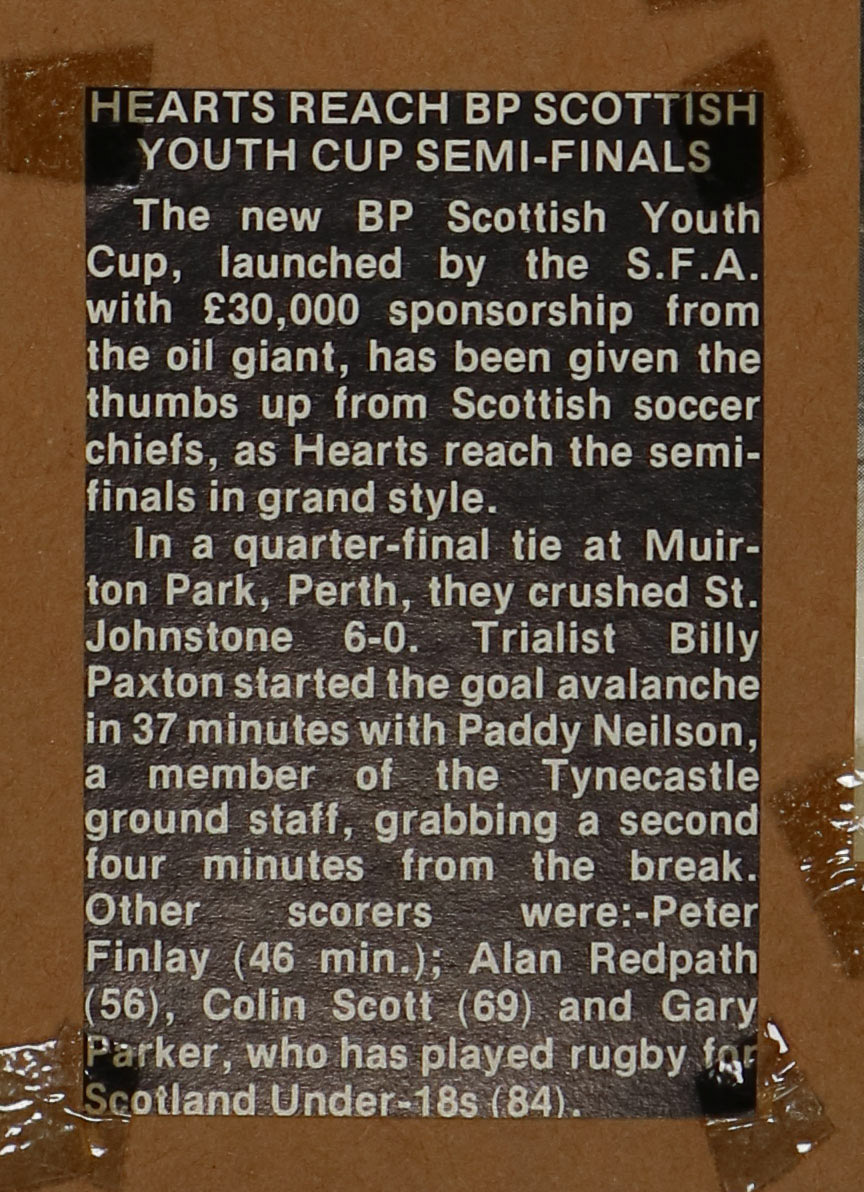 HEARTS REACH BP SCOTTISH
YOUTH CUP SEMI-FINALS
The new BP Scottish Youth
Cup, launched by the S.F.A.
with £30,000 sponsorship from
the oil giant, has been given the
thumbs up from Scottish soccer
chiefs, as Hearts reach the semi-
finals in grand style.
In a quarter-final tie at Muir-
ton Park, Perth, they crushed St.
Johnstone 6-0. Trialist Billy
Paxton started the goal avalanche
in 37 minutes with Paddy Neilson,
a member of the Tynecastle
ground staff, grabbing a second
four minutes from the break.
Other scorers were:-Peter
Finlay (46 min.); Alan Redpath
(56), Colin Scott (69) and Gary
Parker, who has played rugby for
Scotland Under-18s (84).